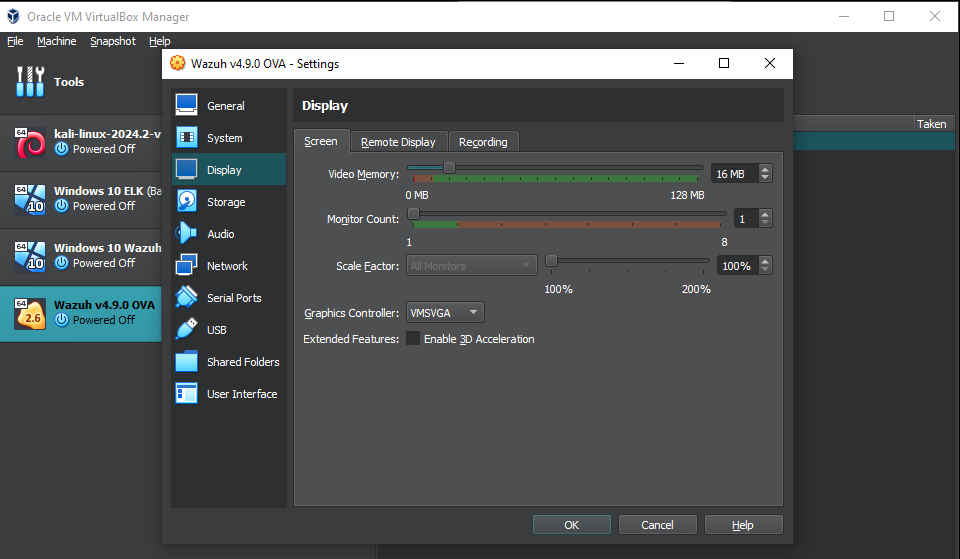 Oracle VM VirtualBox Manager
File Machine Snapshot Help
Tools
64
kali-linux-2024.2-v
Powered Off
64
10
Windows 10 ELK (Ba
Powered Off
64
10
Windows 10 Wazuh
Powered Off
64
2.6
Wazuh v4.9.0 OVA
Powered Off
Taken
Wazuh v4.9.0 OVA - Settings
General
System
Display
Storage
Audio
Network
Serial Ports
USB
Shared Folders
User Interface
Display
Screen Remote Display Recording
Video Memory: 16 MB
0 MB 128 MB
Monitor Count: 1
1 8
Scale Factor: All Monitors 100%
100% 200%
Graphics Controller: VMSVGA
Extended Features: Enable 3D Acceleration
OK Cancel Help